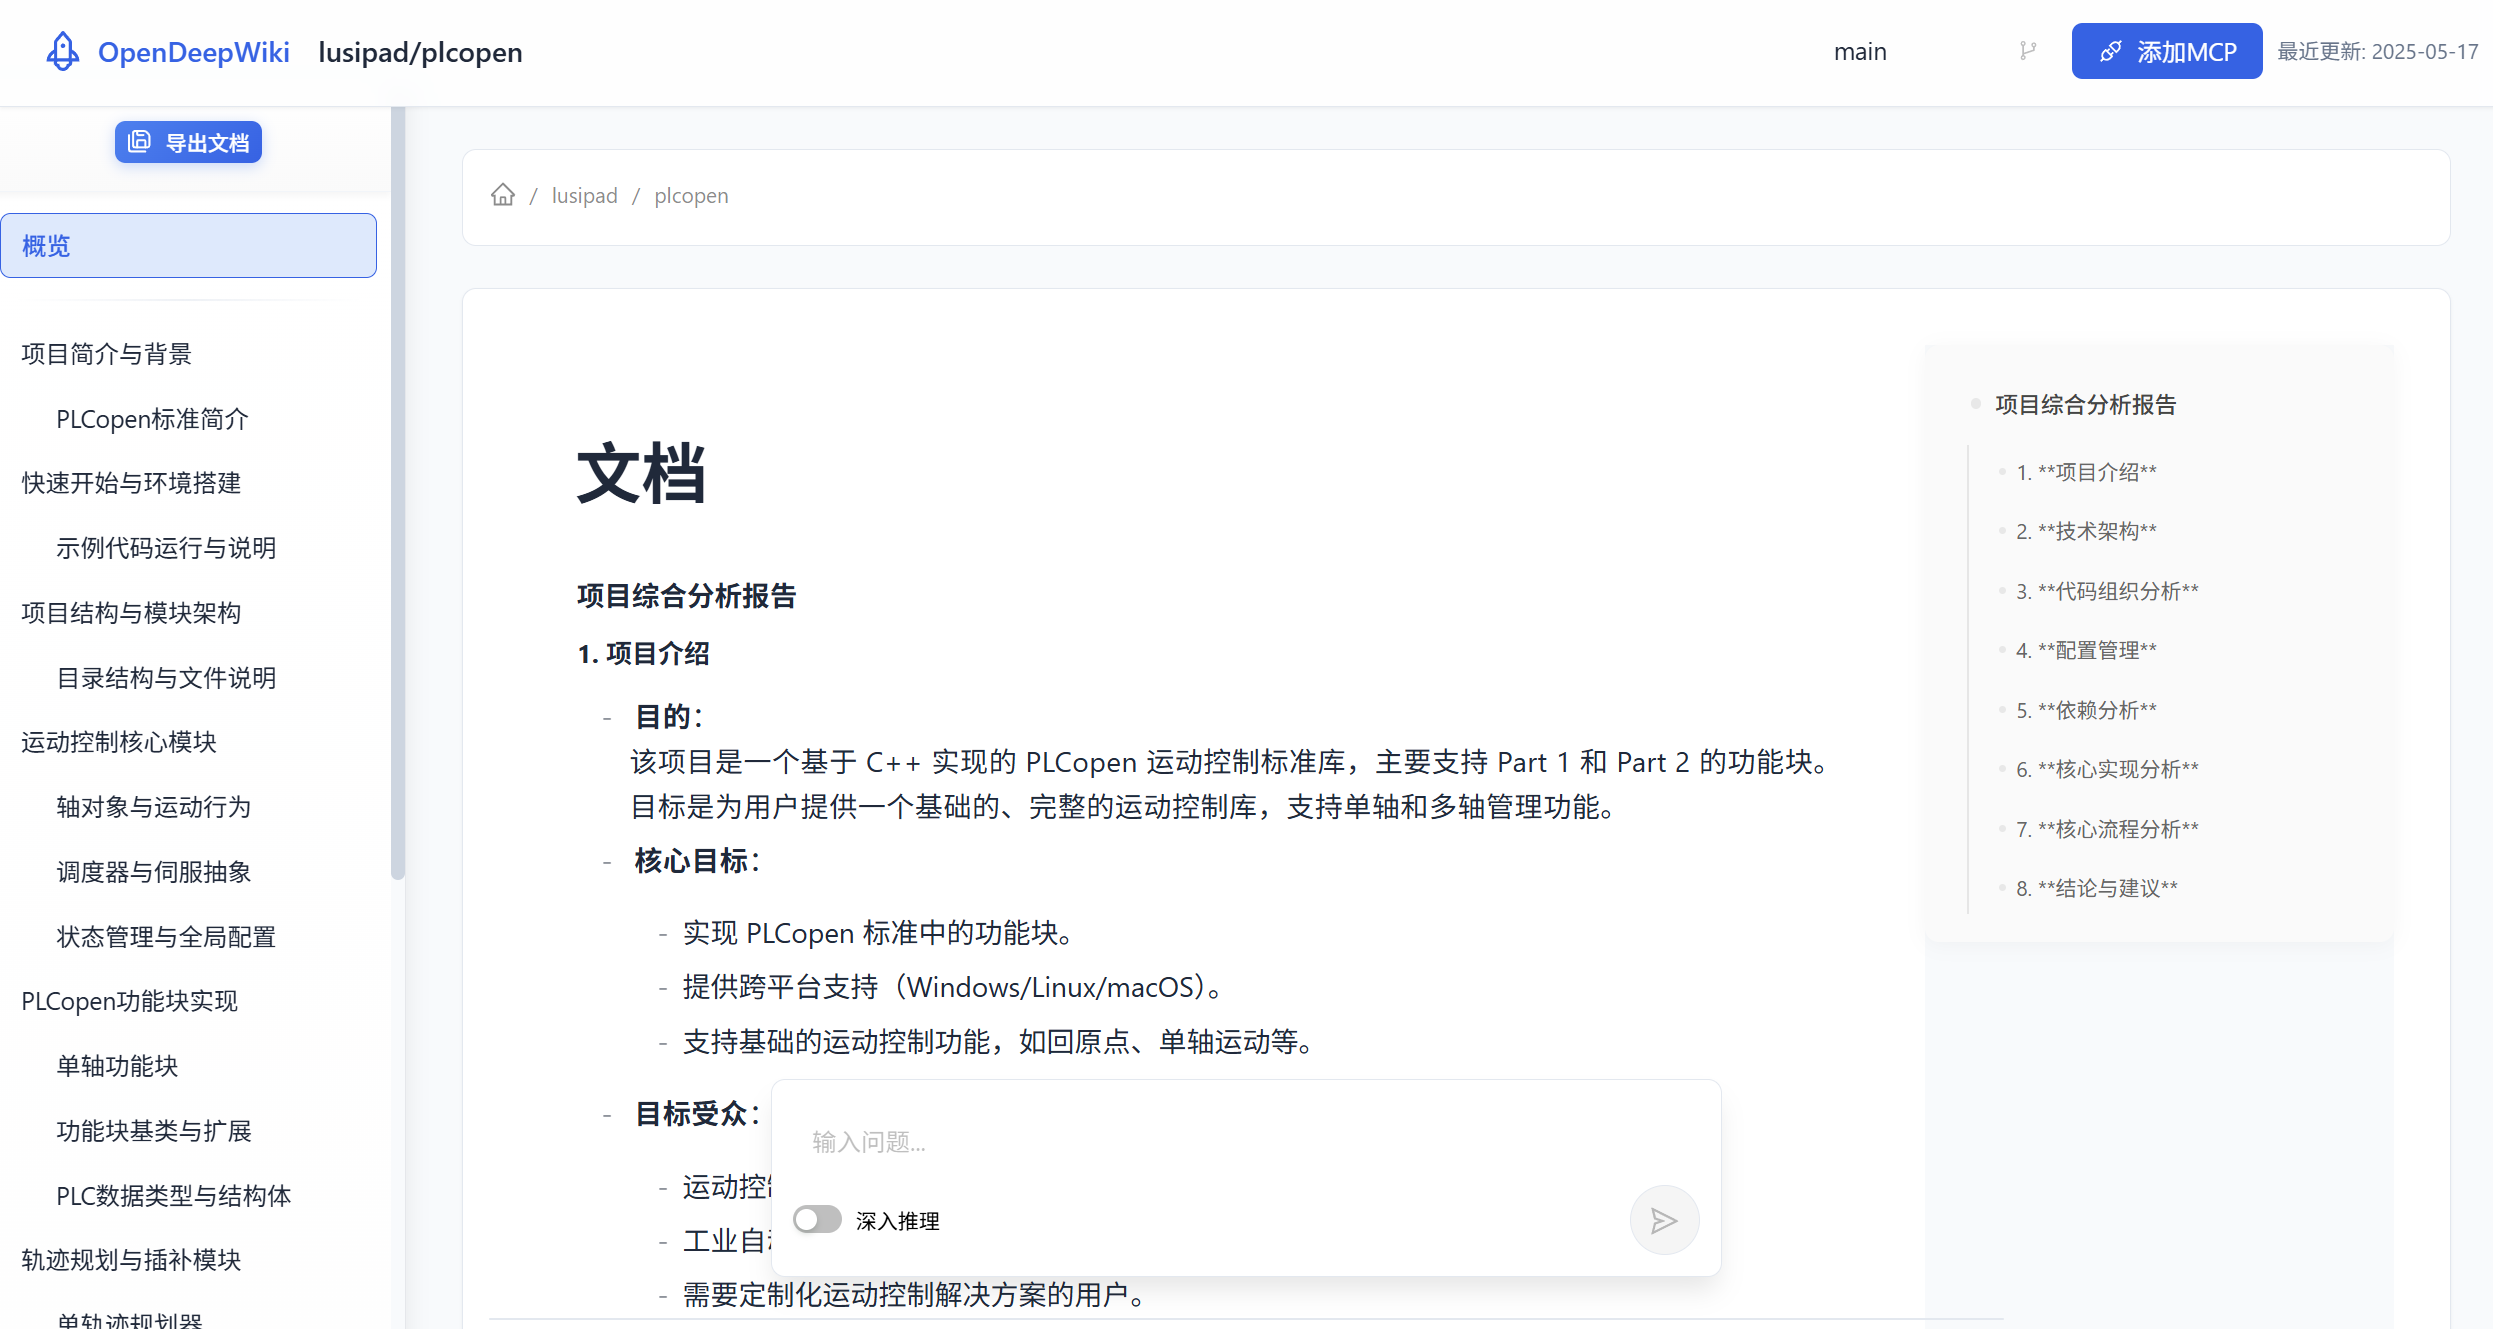 OpenDeepWiki lusipad/plcopen main 添加MCP 最近更新: 2025-05-17
导出文档
概览
项目简介与背景
PLCopen标准简介
快速开始与环境搭建
示例代码运行与说明
项目结构与模块架构
目录结构与文件说明
运动控制核心模块
轴对象与运动行为
调度器与伺服抽象
状态管理与全局配置
PLCopen功能块实现
单轴功能块
功能块基类与扩展
PLC数据类型与结构体
轨迹规划与插补模块
单轨迹规划器
/ lusipad / plcopen
文档
项目综合分析报告
1. 项目介绍
- 目的：
该项目是一个基于 C++ 实现的 PLCopen 运动控制标准库，主要支持 Part 1 和 Part 2 的功能块。
目标是为用户提供一个基础的、完整的运动控制库，支持单轴和多轴管理功能。
- 核心目标：
- 实现 PLCopen 标准中的功能块。
- 提供跨平台支持（Windows/Linux/macOS）。
- 支持基础的运动控制功能，如回原点、单轴运动等。
- 目标受众：
- 运动控
- 工业自
- 需要定制化运动控制解决方案的用户。
输入问题...
深入推理
项目综合分析报告
1. **项目介绍**
2. **技术架构**
3. **代码组织分析**
4. **配置管理**
5. **依赖分析**
6. **核心实现分析**
7. **核心流程分析**
8. **结论与建议**